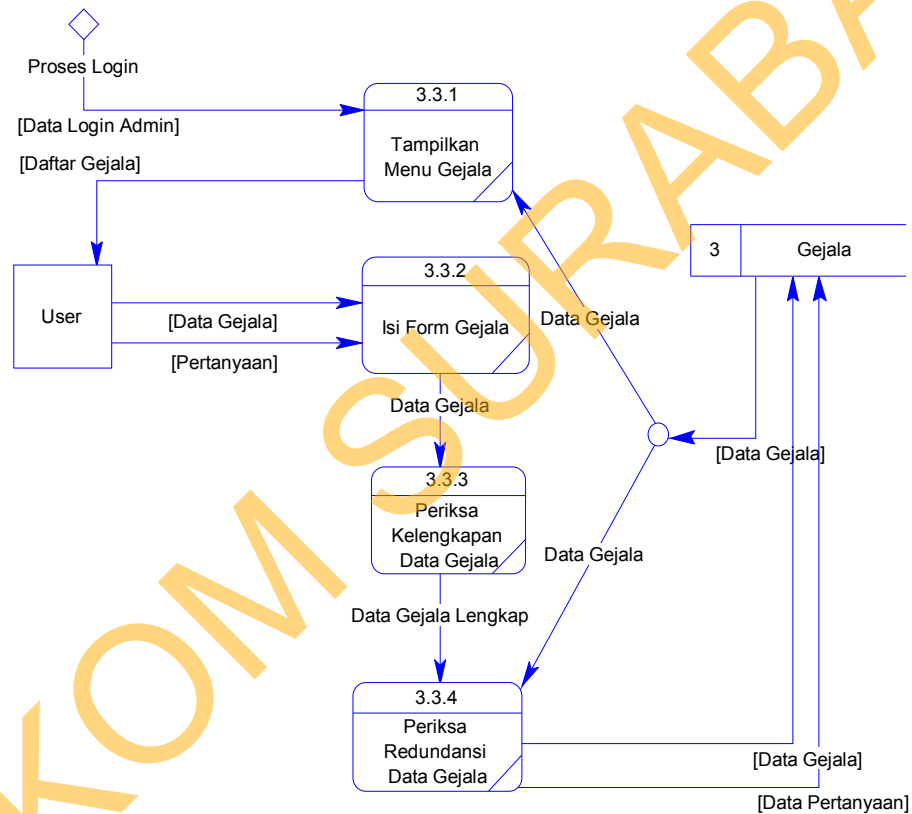 Proses Login
[Data Login Admin]
[Daftar Gejala]
3.3.1
Tampilkan
Menu Gejala
3
Gejala
User
[Data Gejala]
[Pertanyaan]
3.3.2
Isi Form Gejala
Data Gejala
Data Gejala
[Data Gejala]
3.3.3
Periksa
Kelengkapan
Data Gejala
Data Gejala
Data Gejala Lengkap
3.3.4
Periksa
Redundansi
Data Gejala
[Data Gejala]
[Data Pertanyaan]
KOM SURABA